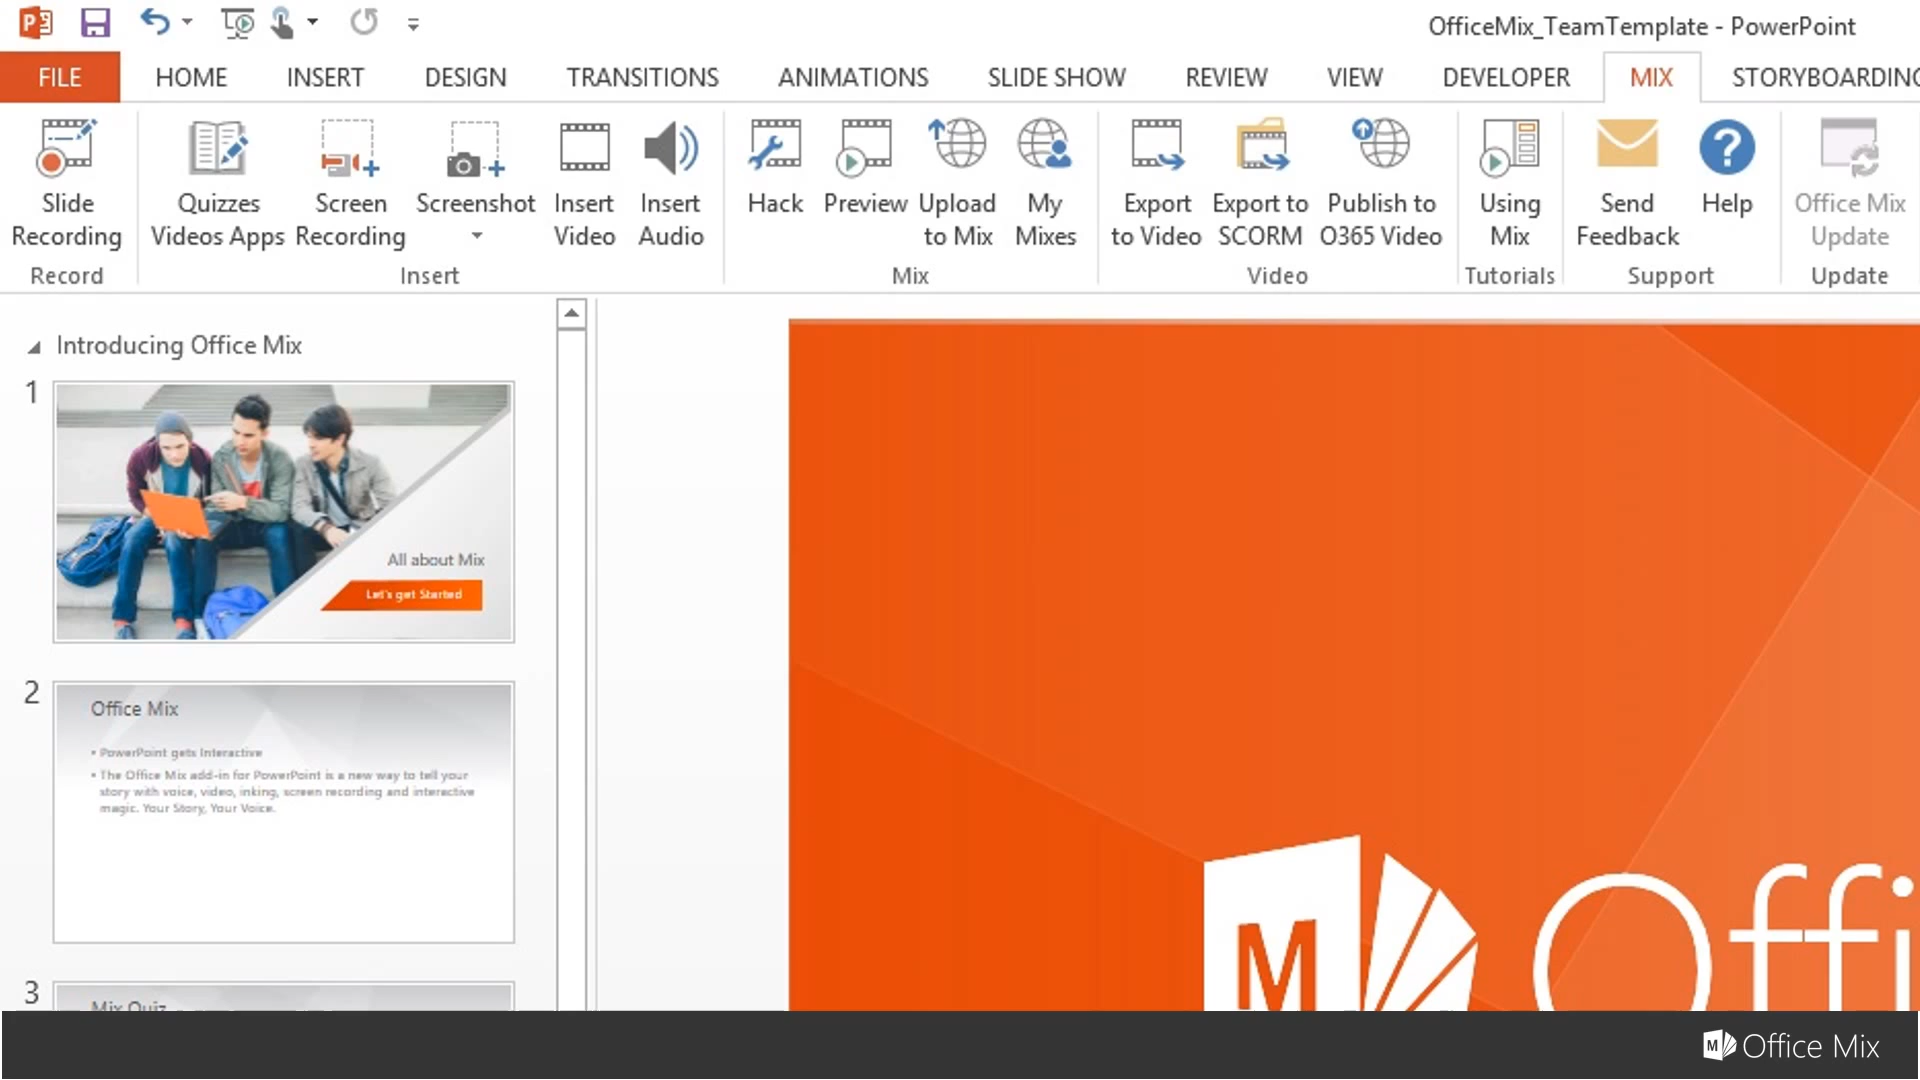 OfficeMix_TeamTemplate - PowerPoint
FILE HOME INSERT DESIGN TRANSITIONS ANIMATIONS SLIDE SHOW REVIEW VIEW DEVELOPER MIX STORYBOARDING
Slide Recording
Quizzes Videos Apps
Screen Recording
Screenshot
Insert Video
Insert Audio
Hack
Preview
Upload to Mix
My Mixes
Export to Video
Export to SCORM
Publish to O365 Video
Using Mix
Send Feedback
Help
Office Mix Update
Record Insert Mix Video Tutorials Support Update
Introducing Office Mix
1
All about Mix
Let's get Started
2
Office Mix
• PowerPoint gets Interactive
• The Office Mix add-in for PowerPoint is a new way to tell your
story with voice, video, inking, screen recording and interactive
magic. Your Story, Your Voice.
3
Mix Quiz
M Offi
M Office Mix